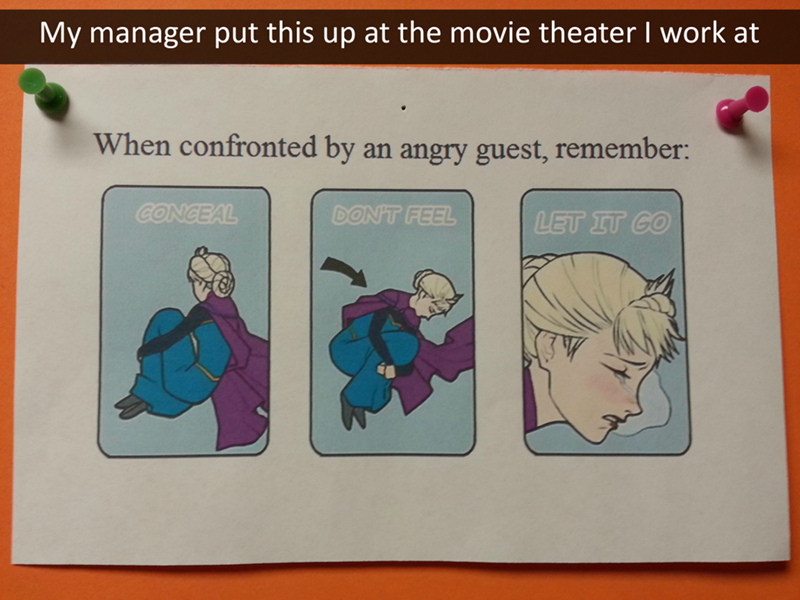 My manager put this up at the movie theater I work at
When confronted by an angry guest, remember:
CONCEAL
DON'T FEEL
LET IT GO